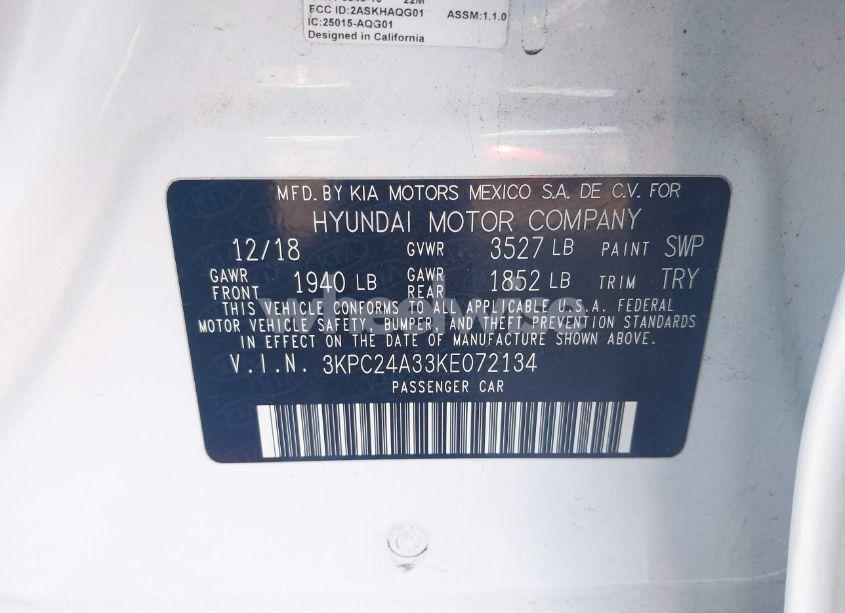 FCC ID:2ASKHAQG01 ASSM:1.1.0
IC:25015-AQG01
Designed in California
MFD. BY KIA MOTORS MEXICO S.A. DE C.V. FOR
HYUNDAI MOTOR COMPANY
12/18 GVWR 3527 LB PAINT SWP
GAWR FRONT 1940 LB GAWR REAR 1852 LB TRIM TRY
THIS VEHICLE CONFORMS TO ALL APPLICABLE U.S.A. FEDERAL
MOTOR VEHICLE SAFETY, BUMPER, AND THEFT PREVENTION STANDARDS
IN EFFECT ON THE DATE OF MANUFACTURE SHOWN ABOVE.
V.I.N. 3KPC24A33KE072134
PASSENGER CAR